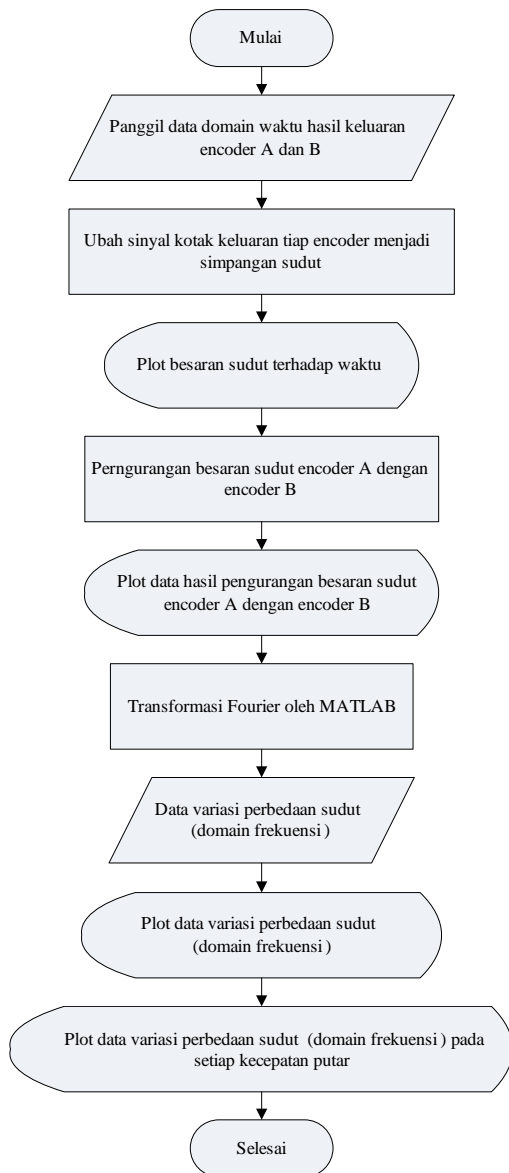 Mulai
Panggil data domain waktu hasil keluaran
encoder A dan B
Ubah sinyal kotak keluaran tiap encoder menjadi
simpangan sudut
Plot besaran sudut terhadap waktu
Perngurangan besaran sudut encoder A dengan
encoder B
Plot data hasil pengurangan besaran sudut
encoder A dengan encoder B
Transformasi Fourier oleh MATLAB
Data variasi perbedaan sudut
(domain frekuensi)
Plot data variasi perbedaan sudut
(domain frekuensi)
Plot data variasi perbedaan sudut (domain frekuensi) pada
setiap kecepatan putar
Selesai